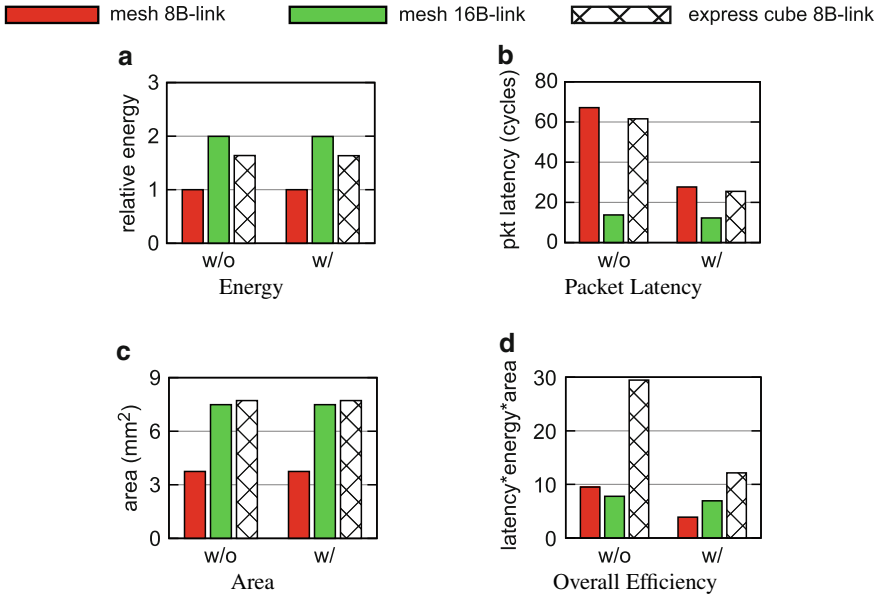 mesh 8B-link
mesh 16B-link
express cube 8B-link
a
relative energy
3
2
1
0
w/o
w/
Energy
b
pkt latency (cycles)
80
60
40
20
0
w/o
w/
Packet Latency
c
area (mm²)
9
6
3
0
w/o
w/
Area
d
latency*energy*area
30
20
10
0
w/o
w/
Overall Efficiency